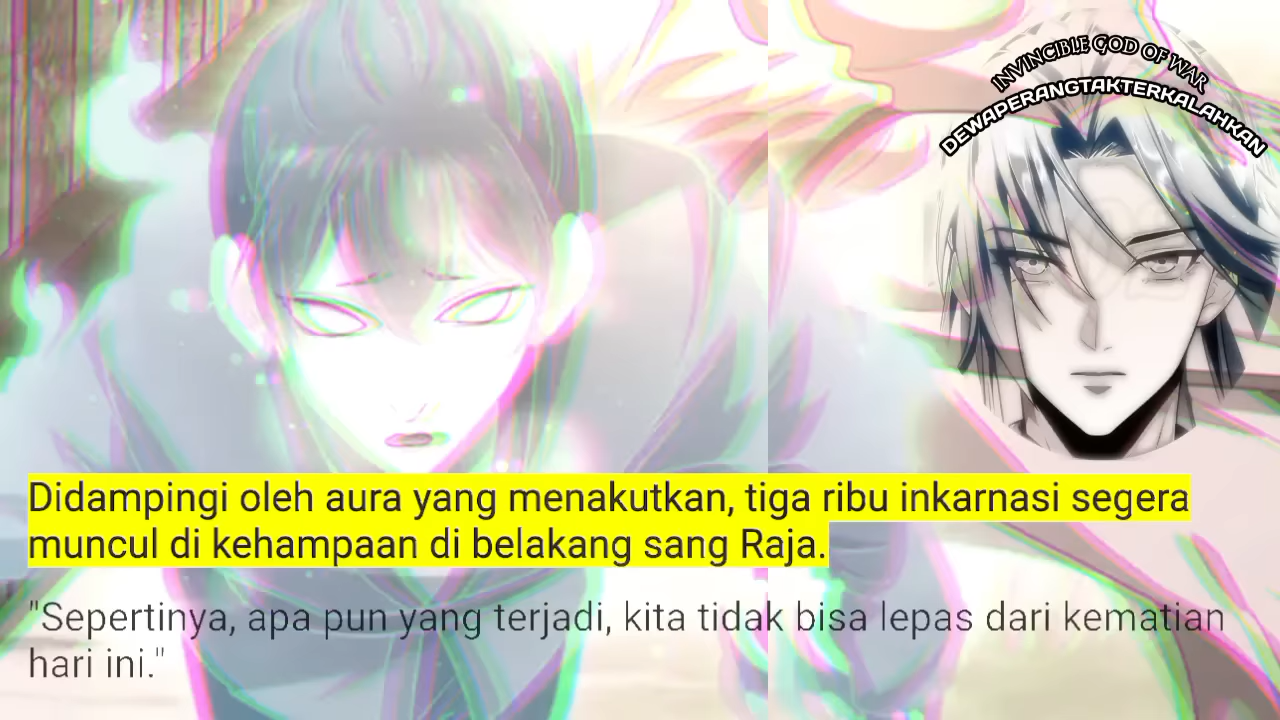 INVINCIBLE GOD OF WAR
DEWAPERANGTAKTERKALAHKAN
Didampingi oleh aura yang menakutkan, tiga ribu inkarnasi segera
muncul di kehampaan di belakang sang Raja.
"Sepertinya, apa pun yang terjadi, kita tidak bisa lepas dari kematian
hari ini."